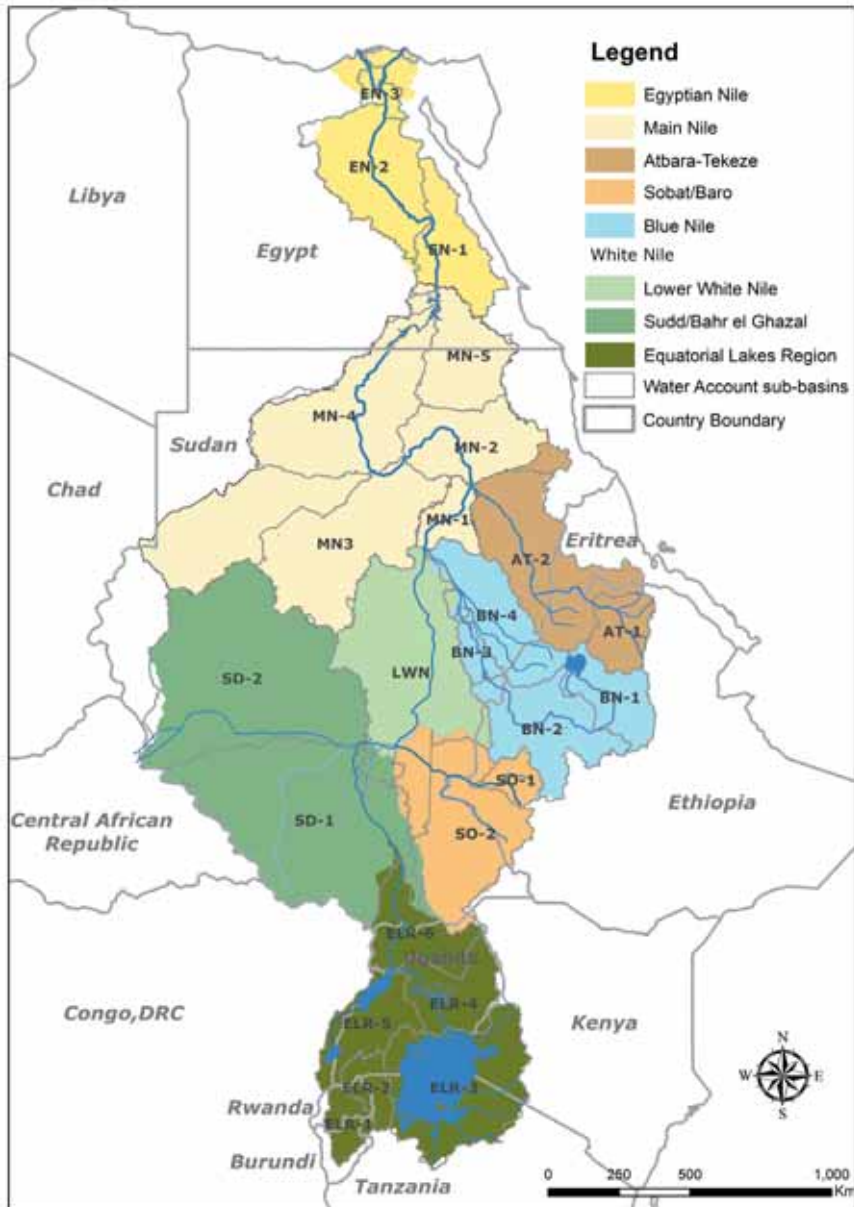 Legend
Egyptian Nile
Main Nile
Atbara-Tekeze
Sobat/Baro
Blue Nile
White Nile
Lower White Nile
Sudd/Bahr el Ghazal
Equatorial Lakes Region
Water Account sub-basins
Country Boundary
EN-3
EN-2
Libya
Egypt
EN-1
MN-5
MN-4
Sudan
MN-2
Chad
MN-1
MN3
Eritrea
AT-2
BN-4
AT-1
BN-3
LWN
SD-2
BN-1
BN-2
SO-1
Ethiopia
Central African
Republic
SD-1
SO-2
ELR-6
Uganda
ELR-4
Congo,DRC
ELR-5
Kenya
N
W
E
S
ELR-2
ELR-3
Rwanda
ELR-1
Burundi
Tanzania
0 250 500 1,000
Km